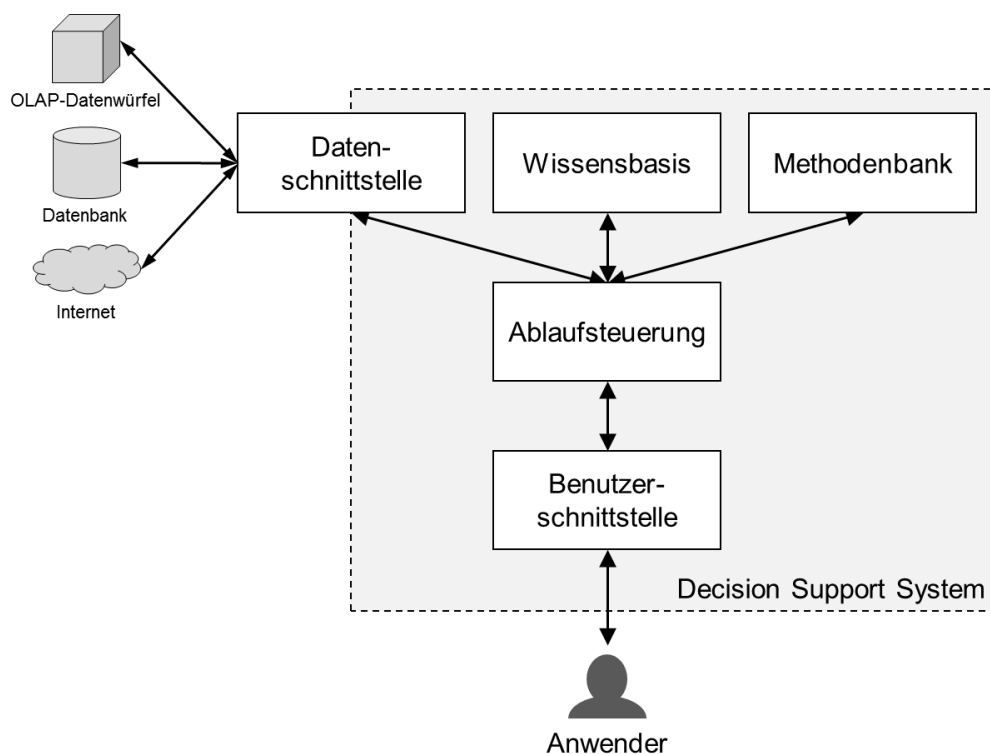 OLAP-Datenwürfel
Datenbank
Internet
Daten-
schnittstelle
Wissensbasis
Methodenbank
Ablaufsteuerung
Benutzer-
schnittstelle
Decision Support System
Anwender